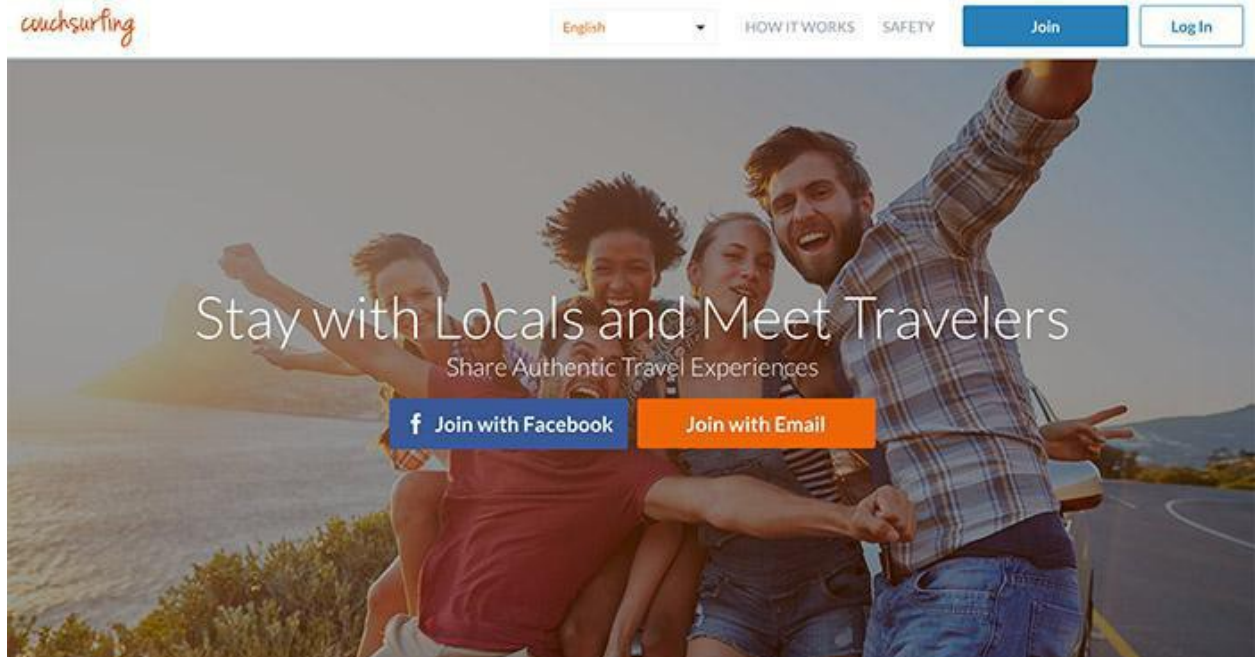 couchsurfing
English
HOW IT WORKS
SAFETY
Join
Log In
Stay with Locals and Meet Travelers
Share Authentic Travel Experiences
f Join with Facebook
Join with Email